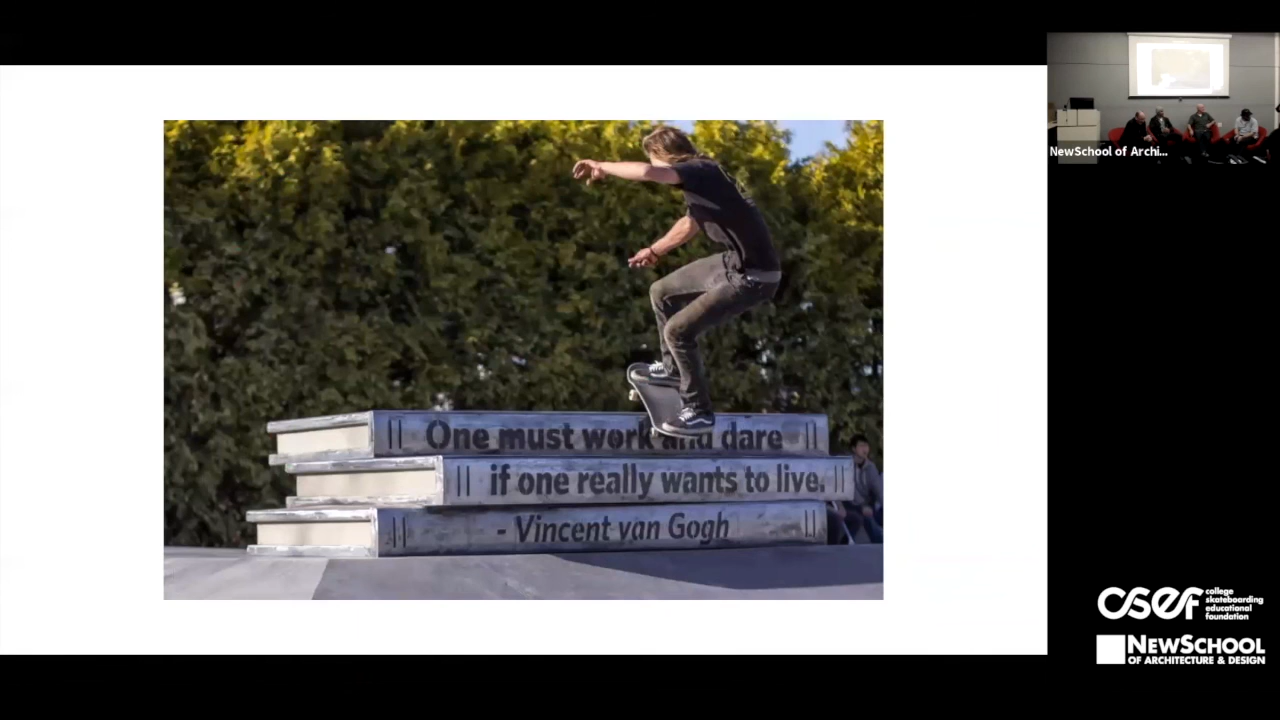 One must work and dare
if one really wants to live.
- Vincent van Gogh
NewSchool of Archi...
csef college
skateboarding
educational
foundation
NEWSCHOOL
OF ARCHITECTURE & DESIGN